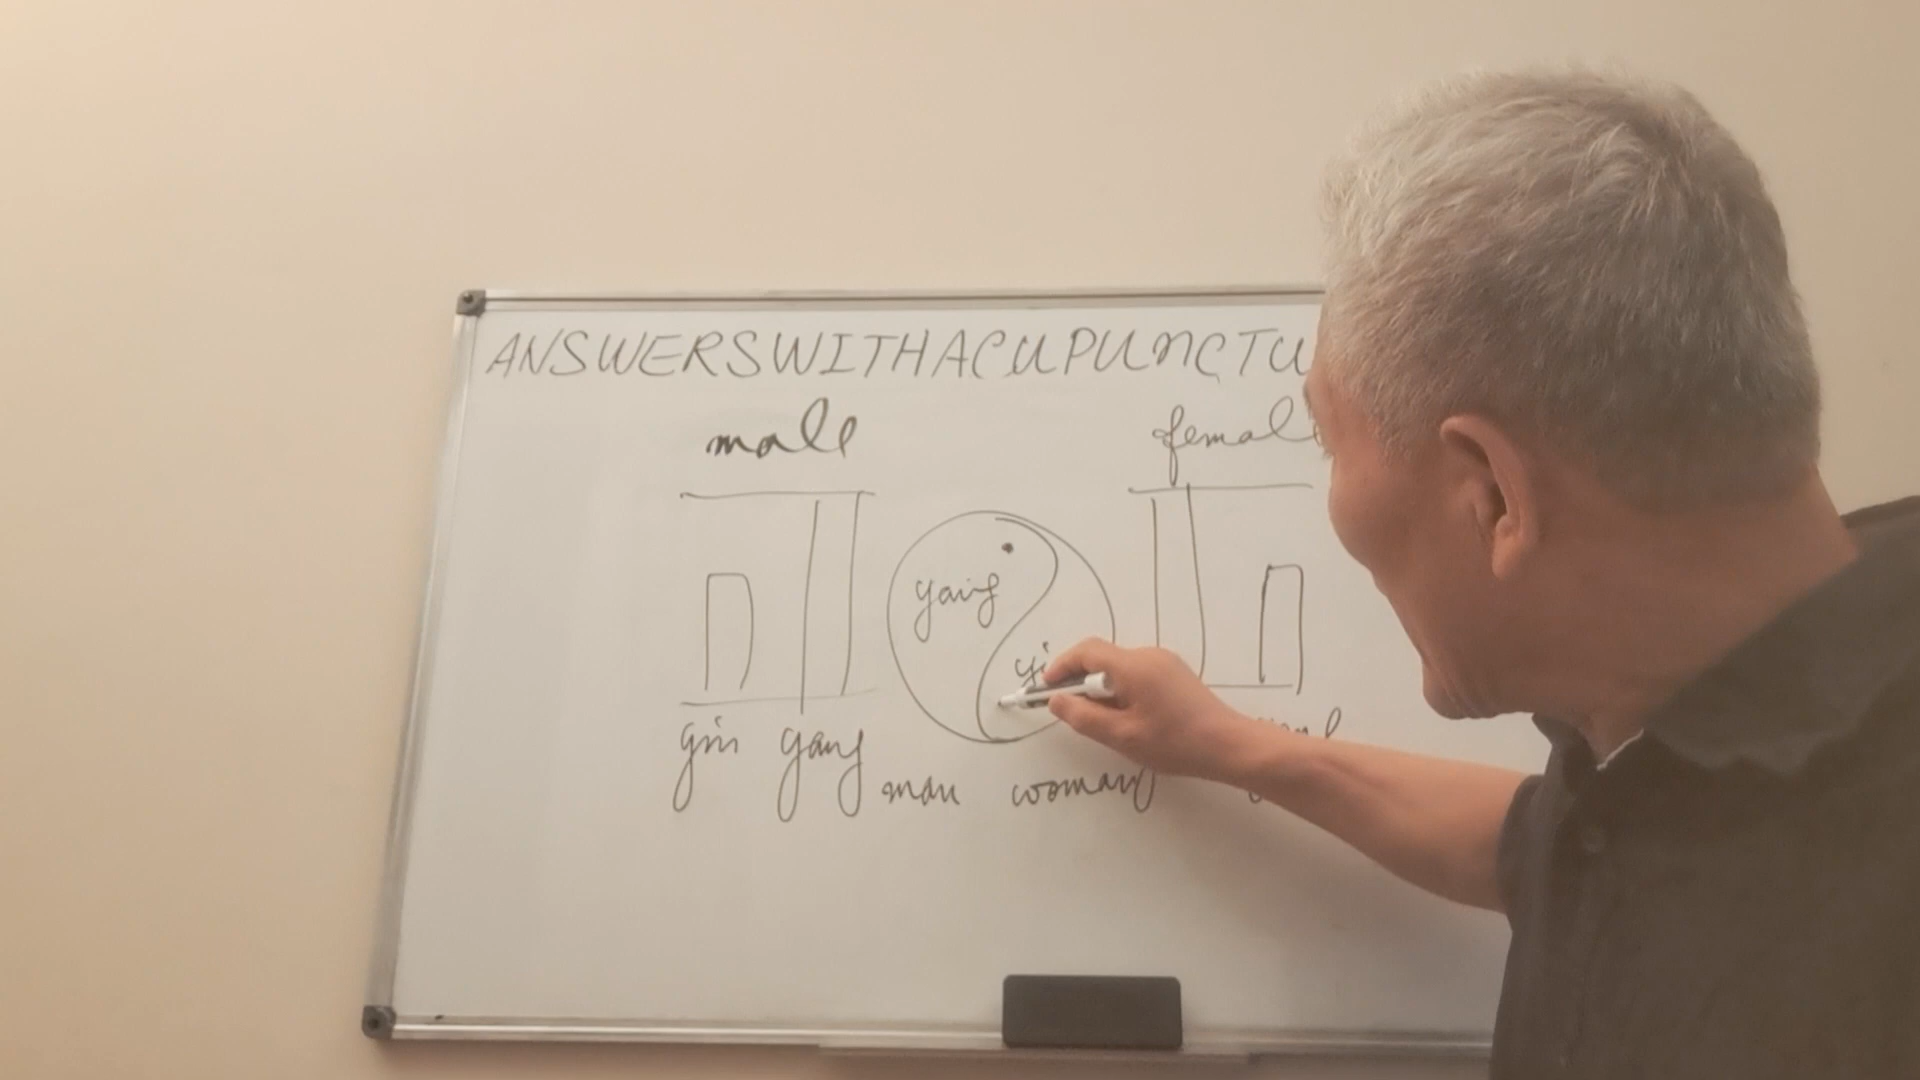 ANSWERSWITHACUPUNCTU
male
female
yang
yi
yin yang
man woman